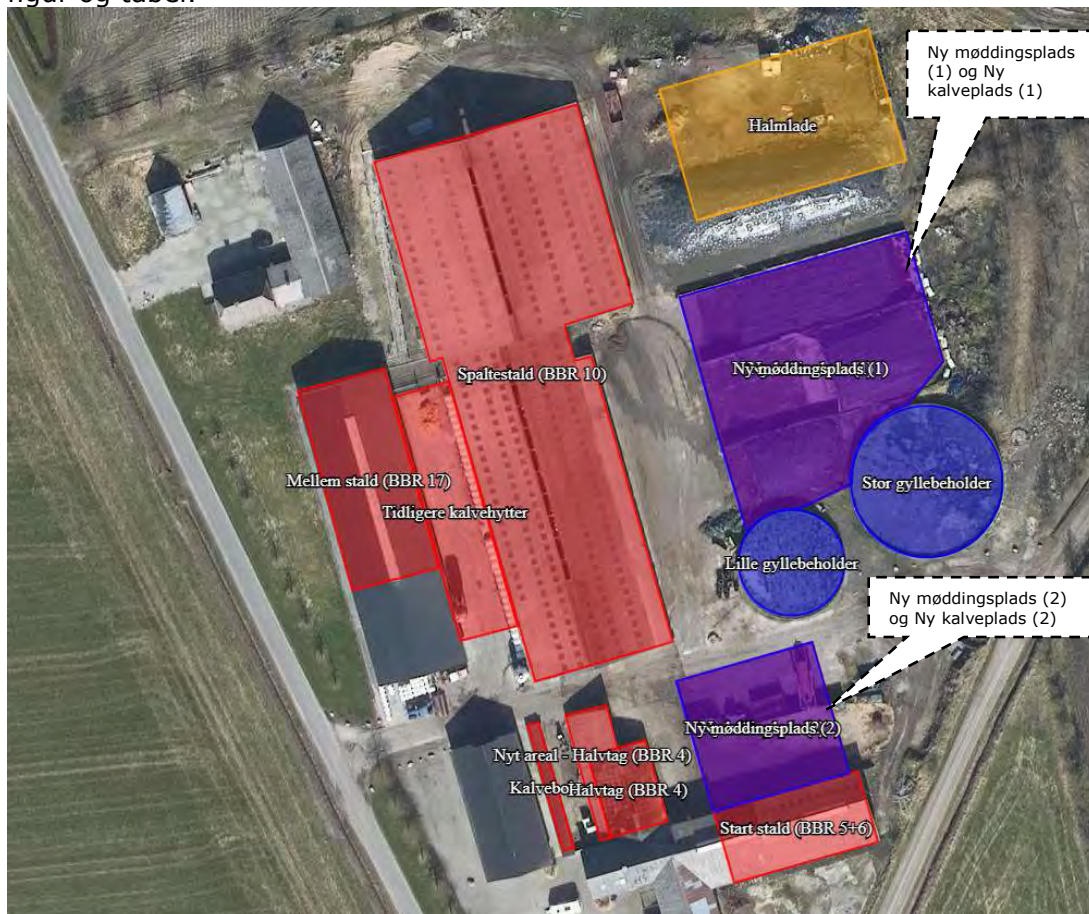 figur og tabel.
Ny møddingsplads
(1) og Ny
kalveplads (1)
Halmlade
Spaltestald (BBR 10)
Ny møddingsplads (1)
Mellem stald (BBR 17)
Stor gyllebeholder
Tidligere kalvehytter
Lille gyllebeholder
Ny møddingsplads (2)
og Ny kalveplads (2)
Ny møddingsplads (2)
Nyt areal - Halvtag (BBR 4)
Halvtag (BBR 4)
Start stald (BBR 5+6)